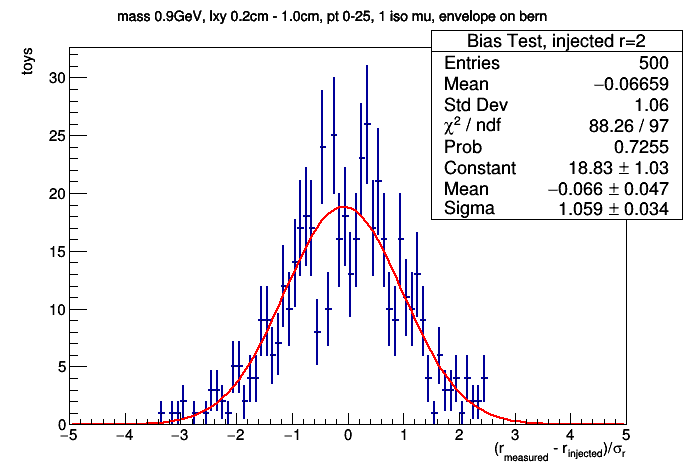 mass 0.9GeV, lxy 0.2cm - 1.0cm, pt 0-25, 1 iso mu, envelope on bern
Bias Test, injected r=2
Entries 500
Mean −0.06659
Std Dev 1.06
χ² / ndf 88.26 / 97
Prob 0.7255
Constant 18.83 ± 1.03
Mean −0.066 ± 0.047
Sigma 1.059 ± 0.034
toys
30
25
20
15
10
5
0
−5 −4 −3 −2 −1 0 1 2 3 4 5
(r_measured - r_injected)/σ_r